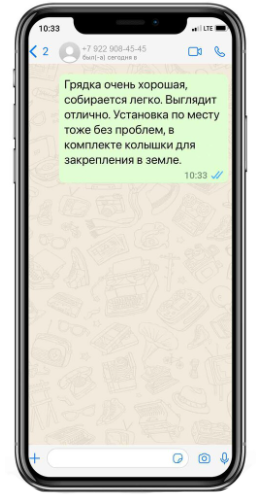 10:33
LTE
2
+7 922 908-45-45
был(-а) сегодня в
Грядка очень хорошая,
собирается легко. Выглядит
отлично. Установка по месту
тоже без проблем, в
комплекте колышки для
закрепления в земле.
10:33